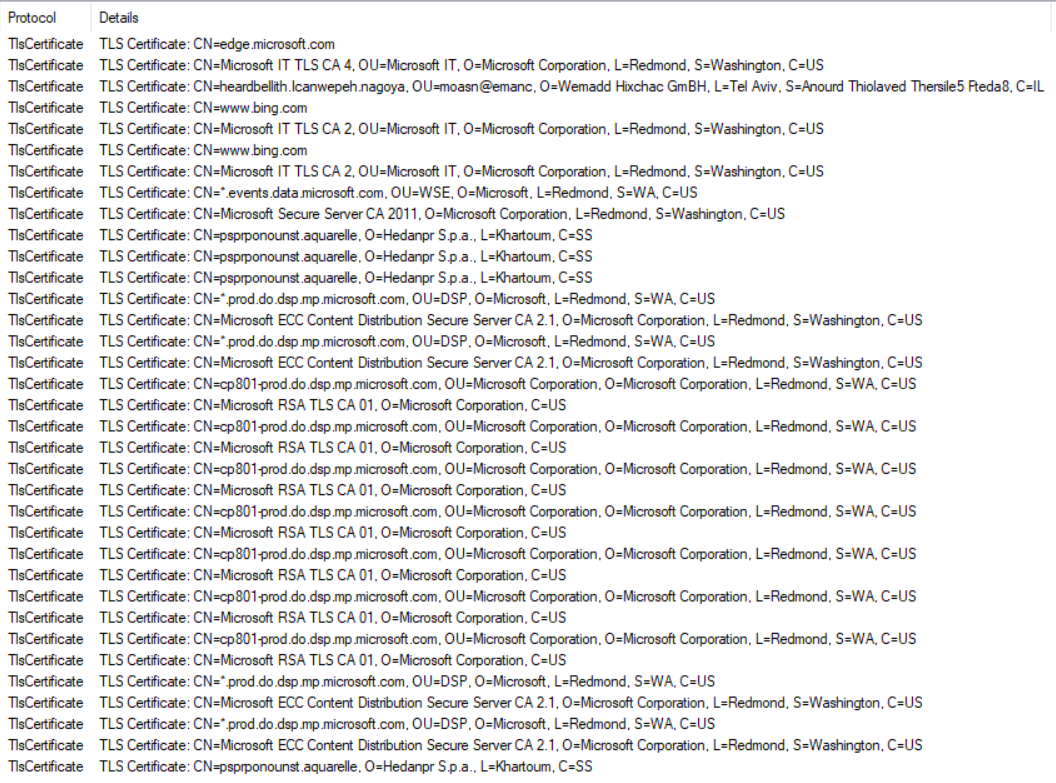 Protocol Details
TlsCertificate TLS Certificate: CN=edge.microsoft.com
TlsCertificate TLS Certificate: CN=Microsoft IT TLS CA 4, OU=Microsoft IT, O=Microsoft Corporation, L=Redmond, S=Washington, C=US
TlsCertificate TLS Certificate: CN=heardbellith.Icanwepeh.nagoya, OU=moasn@emanc, O=Wemadd Hixchac GmBH, L=Tel Aviv, S=Anourd Thiolaved Thersile5 Fteda8, C=IL
TlsCertificate TLS Certificate: CN=www.bing.com
TlsCertificate TLS Certificate: CN=Microsoft IT TLS CA 2, OU=Microsoft IT, O=Microsoft Corporation, L=Redmond, S=Washington, C=US
TlsCertificate TLS Certificate: CN=www.bing.com
TlsCertificate TLS Certificate: CN=Microsoft IT TLS CA 2, OU=Microsoft IT, O=Microsoft Corporation, L=Redmond, S=Washington, C=US
TlsCertificate TLS Certificate: CN=*.events.data.microsoft.com, OU=WSE, O=Microsoft, L=Redmond, S=WA, C=US
TlsCertificate TLS Certificate: CN=Microsoft Secure Server CA 2011, O=Microsoft Corporation, L=Redmond, S=Washington, C=US
TlsCertificate TLS Certificate: CN=psprponounst.aquarelle, O=Hedanpr S.p.a., L=Khartoum, C=SS
TlsCertificate TLS Certificate: CN=psprponounst.aquarelle, O=Hedanpr S.p.a., L=Khartoum, C=SS
TlsCertificate TLS Certificate: CN=psprponounst.aquarelle, O=Hedanpr S.p.a., L=Khartoum, C=SS
TlsCertificate TLS Certificate: CN=*.prod.do.dsp.mp.microsoft.com, OU=DSP, O=Microsoft, L=Redmond, S=WA, C=US
TlsCertificate TLS Certificate: CN=Microsoft ECC Content Distribution Secure Server CA 2.1, O=Microsoft Corporation, L=Redmond, S=Washington, C=US
TlsCertificate TLS Certificate: CN=*.prod.do.dsp.mp.microsoft.com, OU=DSP, O=Microsoft, L=Redmond, S=WA, C=US
TlsCertificate TLS Certificate: CN=Microsoft ECC Content Distribution Secure Server CA 2.1, O=Microsoft Corporation, L=Redmond, S=Washington, C=US
TlsCertificate TLS Certificate: CN=cp801-prod.do.dsp.mp.microsoft.com, OU=Microsoft Corporation, O=Microsoft Corporation, L=Redmond, S=WA, C=US
TlsCertificate TLS Certificate: CN=Microsoft RSA TLS CA 01, O=Microsoft Corporation, C=US
TlsCertificate TLS Certificate: CN=cp801-prod.do.dsp.mp.microsoft.com, OU=Microsoft Corporation, O=Microsoft Corporation, L=Redmond, S=WA, C=US
TlsCertificate TLS Certificate: CN=Microsoft RSA TLS CA 01, O=Microsoft Corporation, C=US
TlsCertificate TLS Certificate: CN=cp801-prod.do.dsp.mp.microsoft.com, OU=Microsoft Corporation, O=Microsoft Corporation, L=Redmond, S=WA, C=US
TlsCertificate TLS Certificate: CN=Microsoft RSA TLS CA 01, O=Microsoft Corporation, C=US
TlsCertificate TLS Certificate: CN=cp801-prod.do.dsp.mp.microsoft.com, OU=Microsoft Corporation, O=Microsoft Corporation, L=Redmond, S=WA, C=US
TlsCertificate TLS Certificate: CN=Microsoft RSA TLS CA 01, O=Microsoft Corporation, C=US
TlsCertificate TLS Certificate: CN=cp801-prod.do.dsp.mp.microsoft.com, OU=Microsoft Corporation, O=Microsoft Corporation, L=Redmond, S=WA, C=US
TlsCertificate TLS Certificate: CN=Microsoft RSA TLS CA 01, O=Microsoft Corporation, C=US
TlsCertificate TLS Certificate: CN=cp801-prod.do.dsp.mp.microsoft.com, OU=Microsoft Corporation, O=Microsoft Corporation, L=Redmond, S=WA, C=US
TlsCertificate TLS Certificate: CN=Microsoft RSA TLS CA 01, O=Microsoft Corporation, C=US
TlsCertificate TLS Certificate: CN=cp801-prod.do.dsp.mp.microsoft.com, OU=Microsoft Corporation, O=Microsoft Corporation, L=Redmond, S=WA, C=US
TlsCertificate TLS Certificate: CN=Microsoft RSA TLS CA 01, O=Microsoft Corporation, C=US
TlsCertificate TLS Certificate: CN=*.prod.do.dsp.mp.microsoft.com, OU=DSP, O=Microsoft, L=Redmond, S=WA, C=US
TlsCertificate TLS Certificate: CN=Microsoft ECC Content Distribution Secure Server CA 2.1, O=Microsoft Corporation, L=Redmond, S=Washington, C=US
TlsCertificate TLS Certificate: CN=*.prod.do.dsp.mp.microsoft.com, OU=DSP, O=Microsoft, L=Redmond, S=WA, C=US
TlsCertificate TLS Certificate: CN=Microsoft ECC Content Distribution Secure Server CA 2.1, O=Microsoft Corporation, L=Redmond, S=Washington, C=US
TlsCertificate TLS Certificate: CN=psprponounst.aquarelle, O=Hedanpr S.p.a., L=Khartoum, C=SS